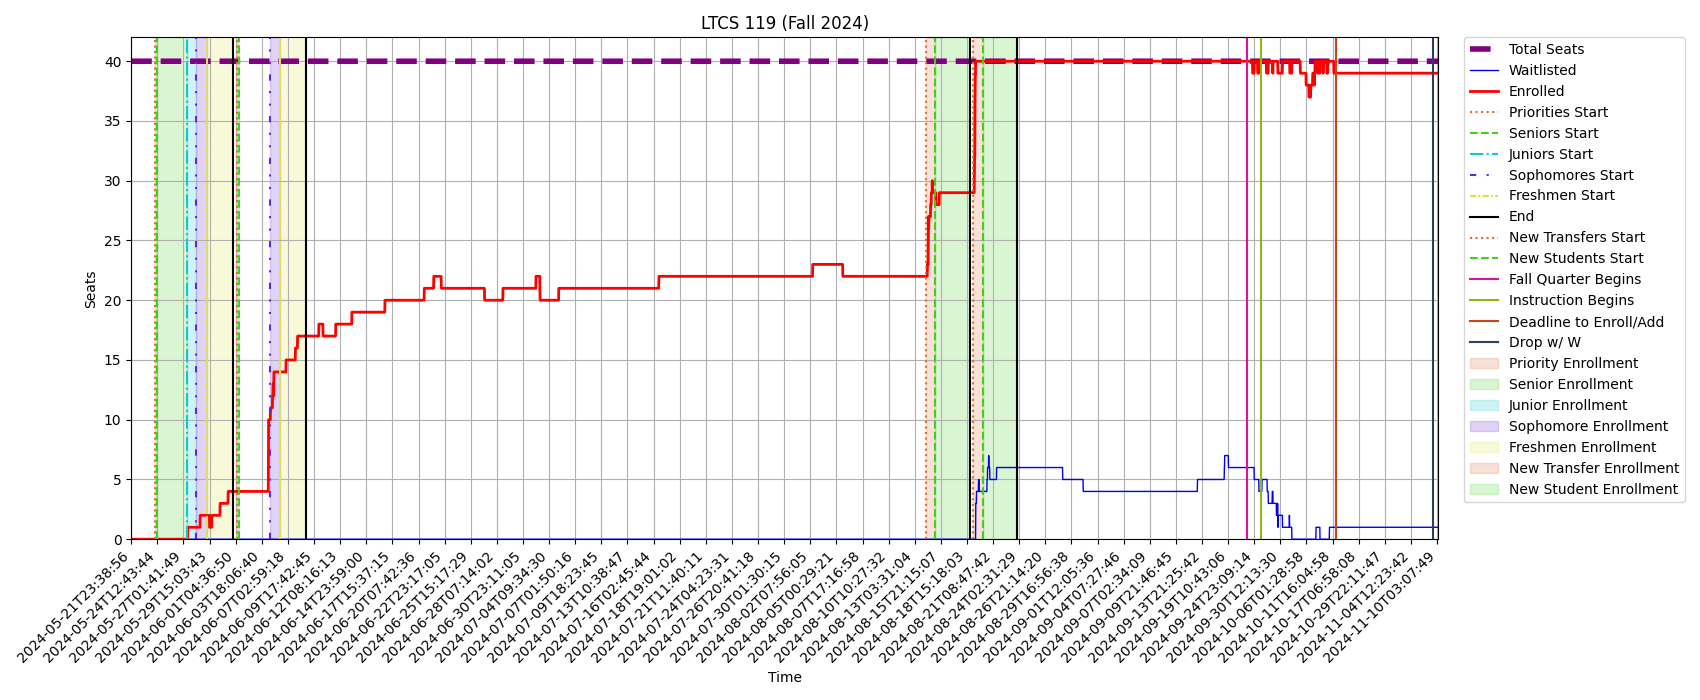 LTCS 119 (Fall 2024)
Seats
40
35
30
25
20
15
10
5
0
2024-05-21T23:38:56
2024-05-24T12:43:44
2024-05-27T01:41:49
2024-05-29T15:03:43
2024-06-01T04:36:50
2024-06-03T18:06:40
2024-06-07T02:59:18
2024-06-09T17:42:45
2024-06-12T08:16:13
2024-06-14T23:59:00
2024-06-17T15:37:15
2024-06-20T07:42:36
2024-06-22T23:17:05
2024-06-25T15:17:29
2024-06-28T07:14:02
2024-06-30T23:11:05
2024-07-04T09:34:30
2024-07-07T01:50:16
2024-07-09T18:23:45
2024-07-13T10:38:47
2024-07-16T02:45:44
2024-07-18T19:01:02
2024-07-21T11:40:11
2024-07-24T04:23:31
2024-07-26T20:41:18
2024-07-30T01:30:15
2024-08-02T07:56:05
2024-08-05T00:29:21
2024-08-07T17:16:58
2024-08-10T10:27:32
2024-08-13T03:31:04
2024-08-15T21:15:07
2024-08-18T15:18:03
2024-08-21T08:47:42
2024-08-24T02:31:29
2024-08-26T21:14:20
2024-08-29T16:56:38
2024-09-01T12:05:36
2024-09-04T07:27:46
2024-09-07T02:34:09
2024-09-09T21:46:45
2024-09-13T21:25:42
2024-09-19T10:43:06
2024-09-24T23:09:14
2024-09-30T12:13:30
2024-10-06T01:28:58
2024-10-11T16:04:58
2024-10-17T06:58:08
2024-10-29T22:11:47
2024-11-04T12:23:42
2024-11-10T03:07:49
Time
Total Seats
Waitlisted
Enrolled
Priorities Start
Seniors Start
Juniors Start
Sophomores Start
Freshmen Start
End
New Transfers Start
New Students Start
Fall Quarter Begins
Instruction Begins
Deadline to Enroll/Add
Drop w/ W
Priority Enrollment
Senior Enrollment
Junior Enrollment
Sophomore Enrollment
Freshmen Enrollment
New Transfer Enrollment
New Student Enrollment